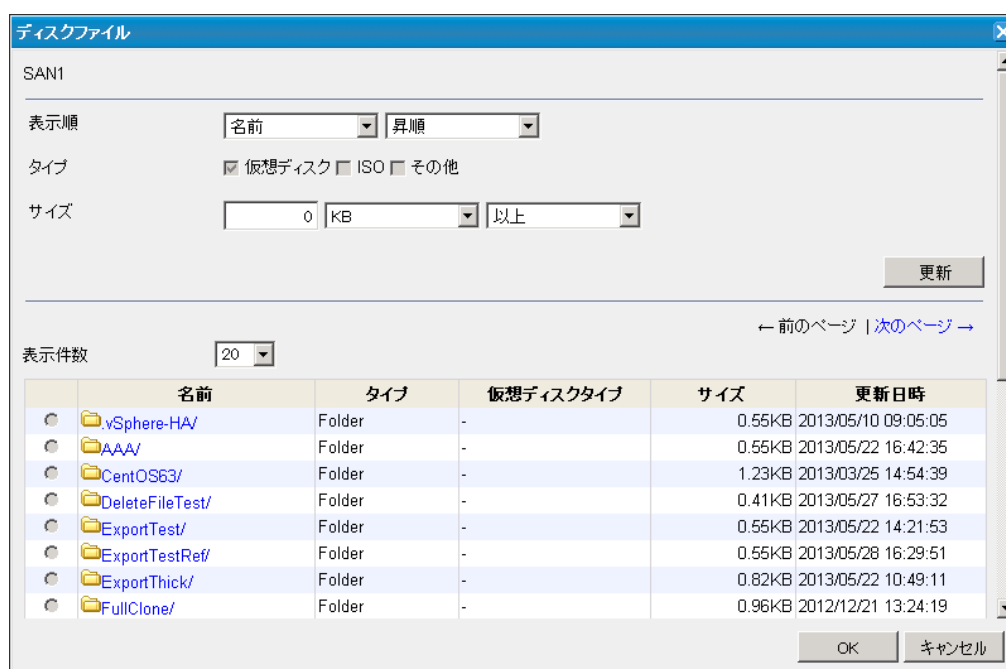 ディスクファイル
SAN1
表示順 名前 昇順
タイプ 仮想ディスク ISO その他
サイズ 0 KB 以上
更新
←前のページ | 次のページ→
表示件数 20
名前 タイプ 仮想ディスクタイプ サイズ 更新日時
.vSphere-HA/ Folder - 0.55KB 2013/05/10 09:05:05
AAA/ Folder - 0.55KB 2013/05/22 16:42:35
CentOS63/ Folder - 1.23KB 2013/03/25 14:54:39
DeleteFileTest/ Folder - 0.41KB 2013/05/27 16:53:32
ExportTest/ Folder - 0.55KB 2013/05/22 14:21:53
ExportTestRef/ Folder - 0.55KB 2013/05/28 16:29:51
ExportThick/ Folder - 0.82KB 2013/05/22 10:49:11
FullClone/ Folder - 0.96KB 2012/12/21 13:24:19
OK キャンセル